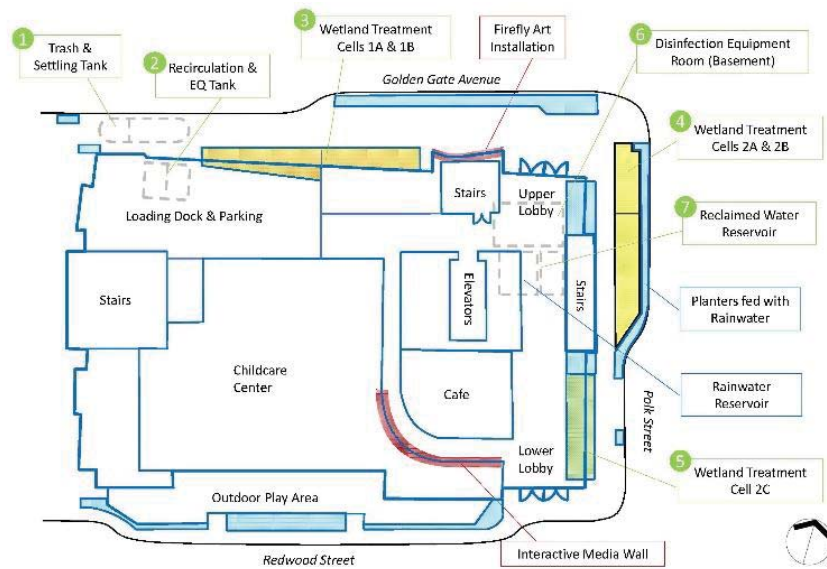 1
Trash &
Settling Tank
2
Recirculation &
EQ Tank
3
Wetland Treatment
Cells 1A & 1B
Firefly Art
Installation
6
Disinfection Equipment
Room (Basement)
Golden Gate Avenue
4
Wetland Treatment
Cells 2A & 2B
7
Reclaimed Water
Reservoir
Planters fed with
Rainwater
Rainwater
Reservoir
5
Wetland Treatment
Cell 2C
Loading Dock & Parking
Stairs
Upper
Lobby
Stairs
Elevators
Stairs
Childcare
Center
Cafe
Polk Street
Lower
Lobby
Outdoor Play Area
Interactive Media Wall
Redwood Street